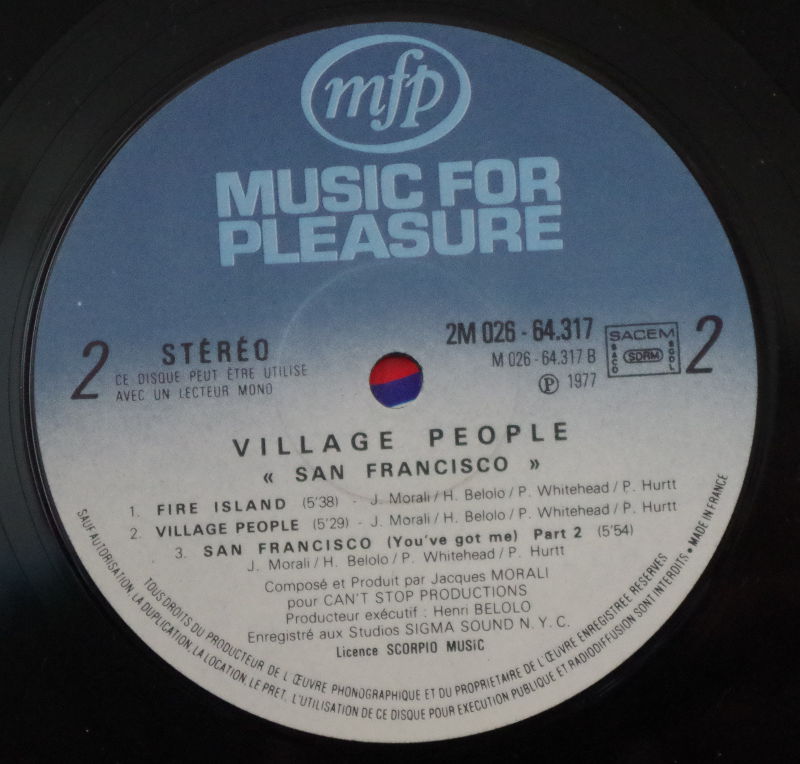 mfp
MUSIC FOR
PLEASURE
2
STÉRÉO
CE DISQUE PEUT ÊTRE UTILISE
AVEC UN LECTEUR MONO
2M 026 - 64.317
M 026 - 64.317 B
Ⓟ 1977
SACEM
SACD
SDRM
SGDL
2
VILLAGE PEOPLE
« SAN FRANCISCO »
1. FIRE ISLAND (5'38) - J. Morali / H. Belolo / P. Whitehead / P. Hurtt
2. VILLAGE PEOPLE (5'29) - J. Morali / H. Belolo / P. Whitehead / P. Hurtt
3. SAN FRANCISCO (You've got me) Part 2 (5'54)
J. Morali / H. Belolo / P. Whitehead / P. Hurtt
Composé et Produit par Jacques MORALI
pour CAN'T STOP PRODUCTIONS
Producteur exécutif : Henri BELOLO
Enregistré aux Studios SIGMA SOUND N.Y.C.
Licence SCORPIO MUSIC
TOUS DROITS DU PRODUCTEUR DE L'ŒUVRE PHONOGRAPHIQUE ET DU PROPRIETAIRE DE L'ŒUVRE ENREGISTREE RESERVES
SAUF AUTORISATION, LA DUPLICATION, LA LOCATION, LE PRET, L'UTILISATION DE CE DISQUE POUR EXECUTION PUBLIQUE ET RADIODIFFUSION SONT INTERDITS • MADE IN FRANCE